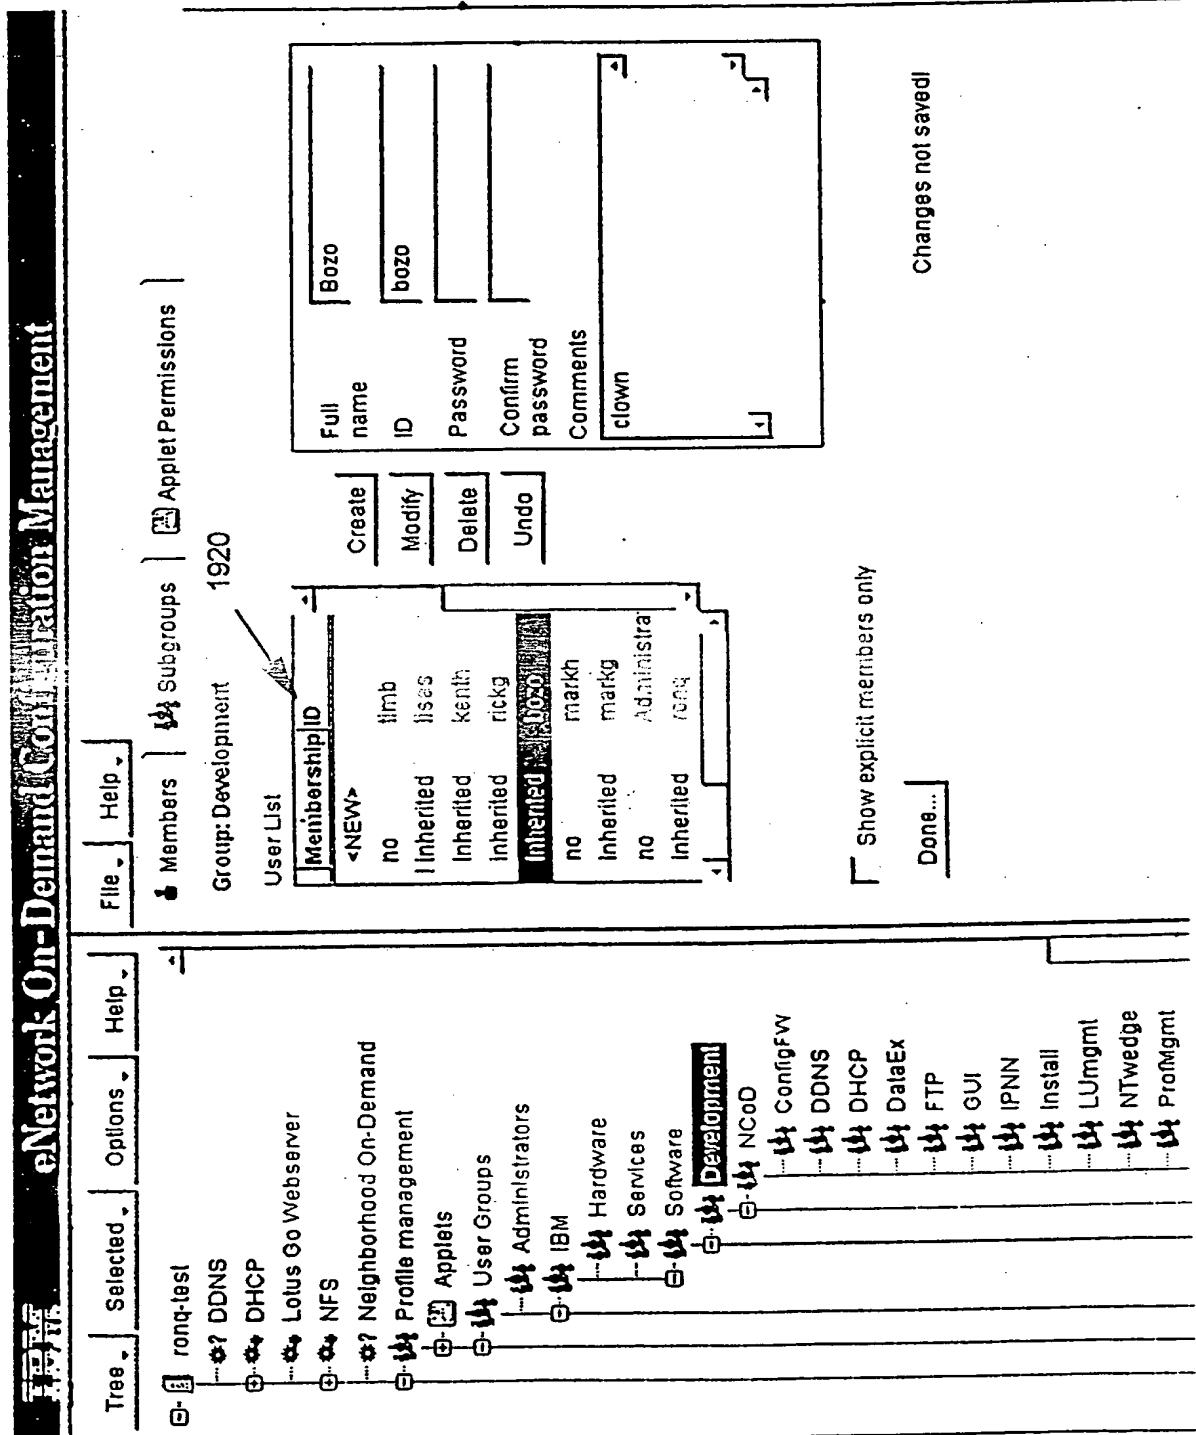 IBM eNetwork On-Demand Configuration Management
Tree Selected Options Help
ronq-test
? DDNS
DHCP
Lotus Go Webserver
NFS
? Neighborhood On-Demand
Profile management
Applets
User Groups
Administrators
IBM
Hardware
Services
Software
Development
NCoD
ConfigFW
DDNS
DHCP
DataEx
FTP
GUI
IPNN
Install
LUmgmt
NTwedge
ProfMgmt
File Help
Members Subgroups Applet Permissions
Group: Development
1920
User List
Membership ID
<NEW>
no timb
Inherited lisas
Inherited kenth
Inherited rickg
Inherited bozo
no markh
Inherited markg
no Administra
Inherited ronq
Create
Modify
Delete
Undo
Full name Bozo
ID bozo
Password
Confirm password
Comments
clown
Show explicit members only
Done...
Changes not saved!